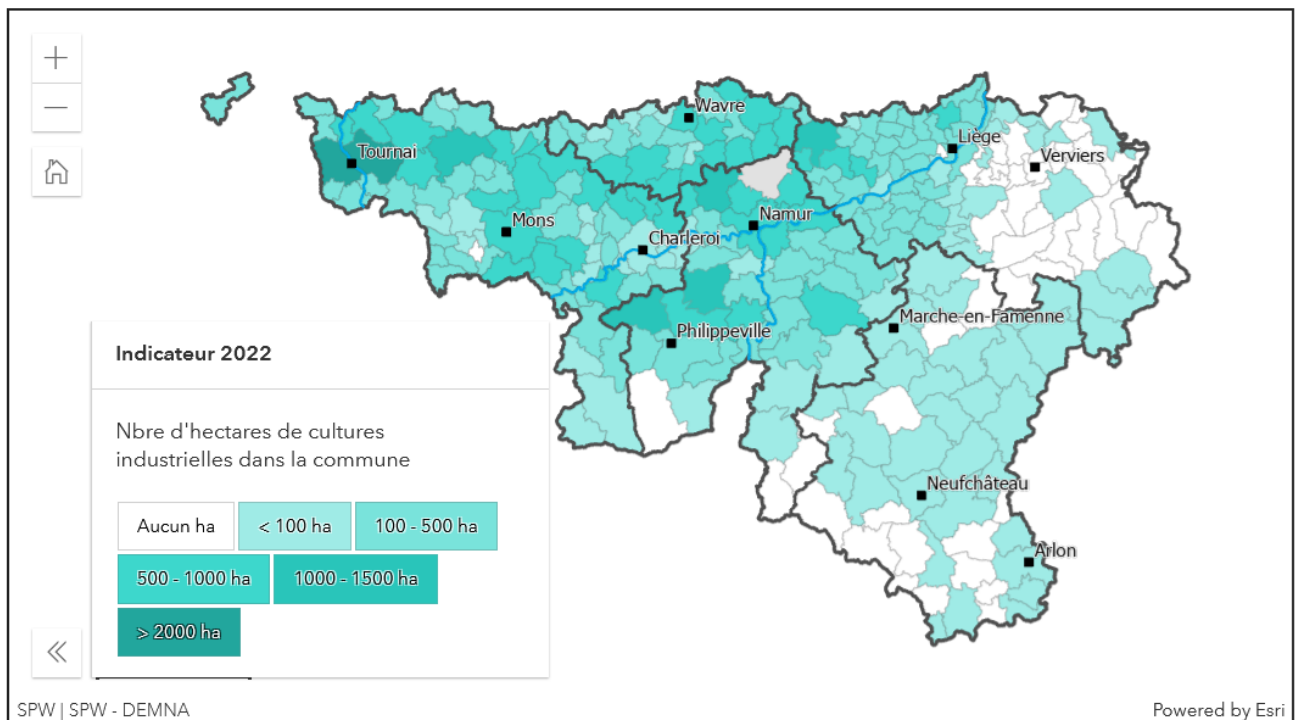 Wavre
Liège
Tournai
Verviers
Namur
Mons
Charleroi
Marche-en-Famenne
Philippeville
Indicateur 2022
Nbre d'hectares de cultures
industrielles dans la commune
Aucun ha
< 100 ha
100 - 500 ha
500 - 1000 ha
1000 - 1500 ha
> 2000 ha
Neufchâteau
Arlon
SPW | SPW - DEMNA
Powered by Esri